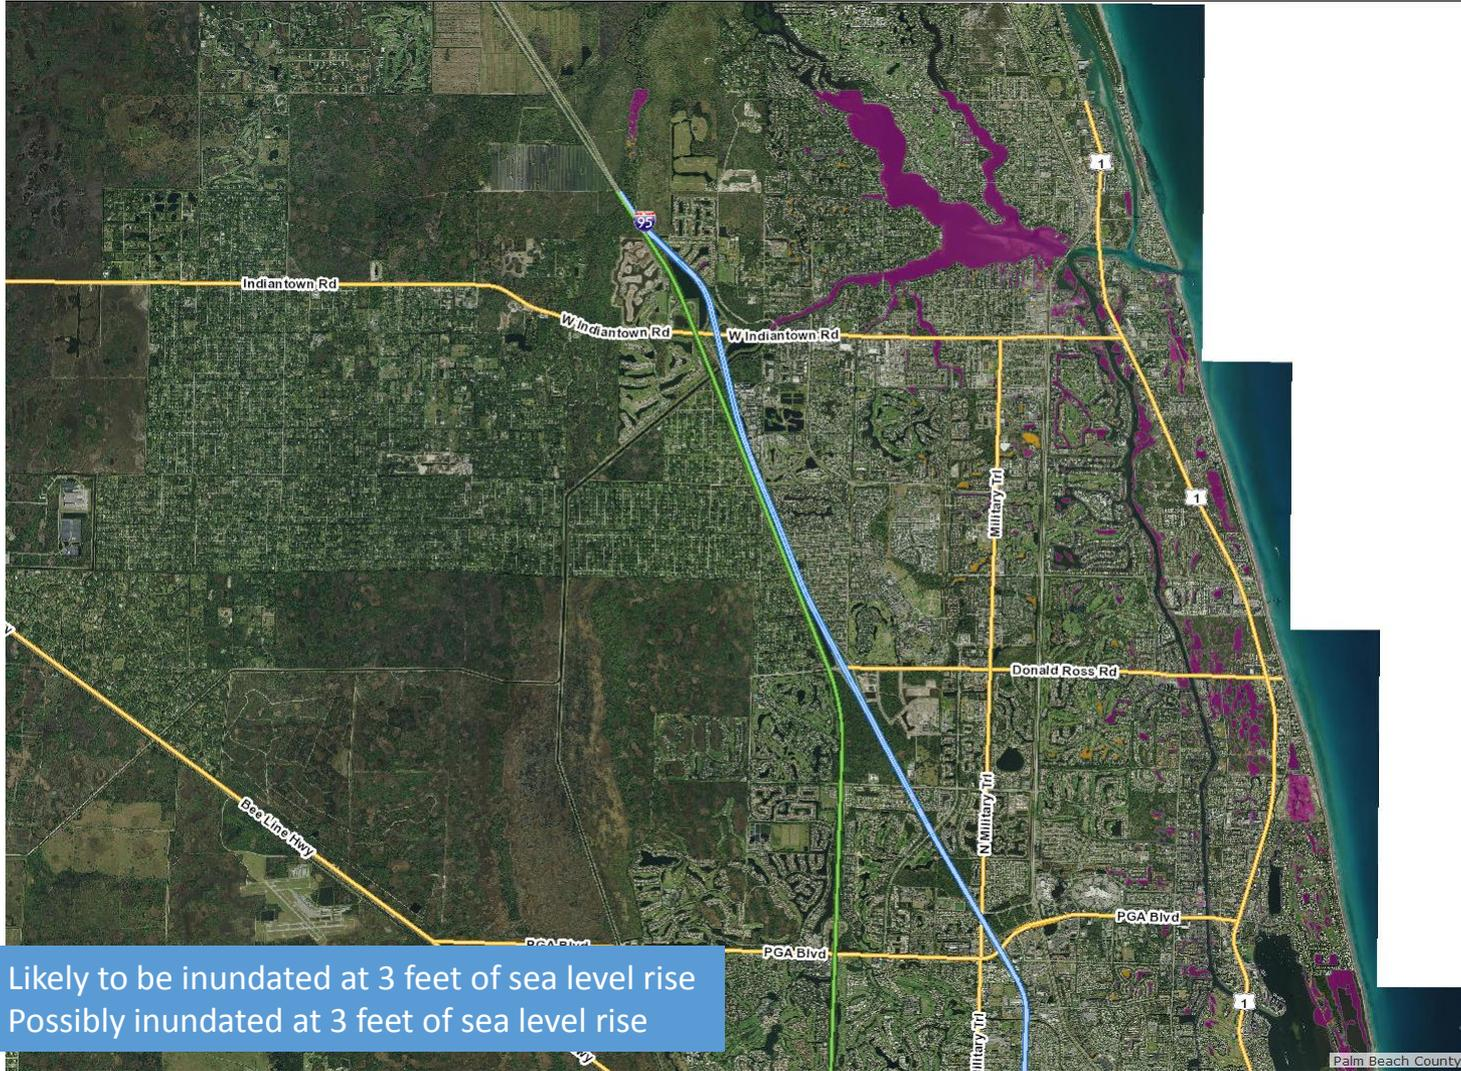 1
95
Indiantown Rd
W Indiantown Rd
W Indiantown Rd
Military Trl
1
Donald Ross Rd
N Military Trl
Bee Line Hwy
PGA Blvd
PGA Blvd
PGA Blvd
1
Likely to be inundated at 3 feet of sea level rise
Possibly inundated at 3 feet of sea level rise
Palm Beach County